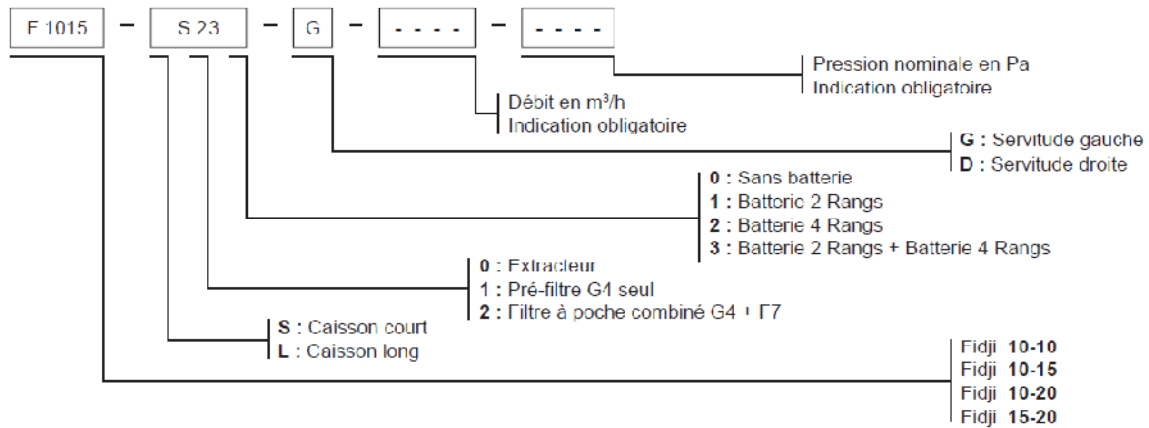 F 1015 - S 23 - G - - - - - - - - - -
Pression nominale en Pa
Indication obligatoire
Débit en m³/h
Indication obligatoire
G : Servitude gauche
D : Servitude droite
0 : Sans batterie
1 : Batterie 2 Rangs
2 : Batterie 4 Rangs
3 : Batterie 2 Rangs + Batterie 4 Rangs
0 : Extracteur
1 : Pré-filtre G4 seul
2 : Filtre à poche combiné G4 + F7
S : Caisson court
L : Caisson long
Fidji 10-10
Fidji 10-15
Fidji 10-20
Fidji 15-20